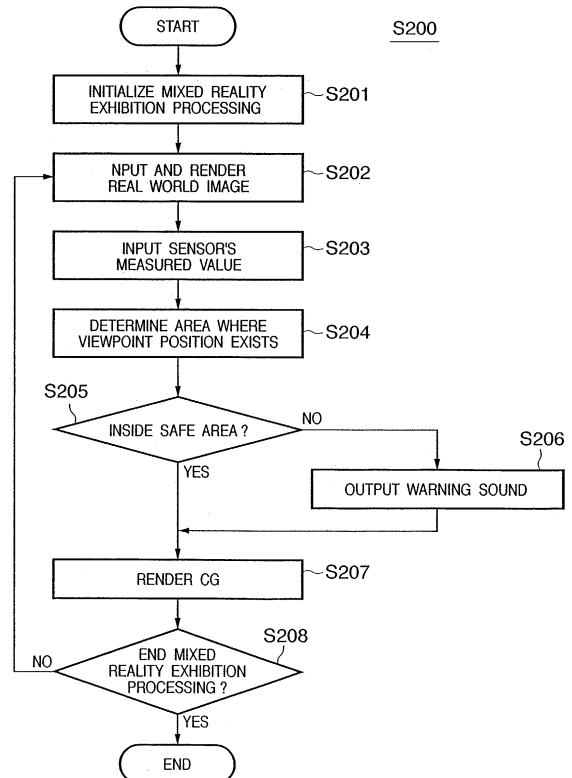 START
S200
INITIALIZE MIXED REALITY
EXHIBITION PROCESSING
S201
NPUT AND RENDER
REAL WORLD IMAGE
S202
INPUT SENSOR'S
MEASURED VALUE
S203
DETERMINE AREA WHERE
VIEWPOINT POSITION EXISTS
S204
S205
INSIDE SAFE AREA?
NO
YES
S206
OUTPUT WARNING SOUND
RENDER CG
S207
S208
END MIXED
REALITY EXHIBITION
PROCESSING?
NO
YES
END